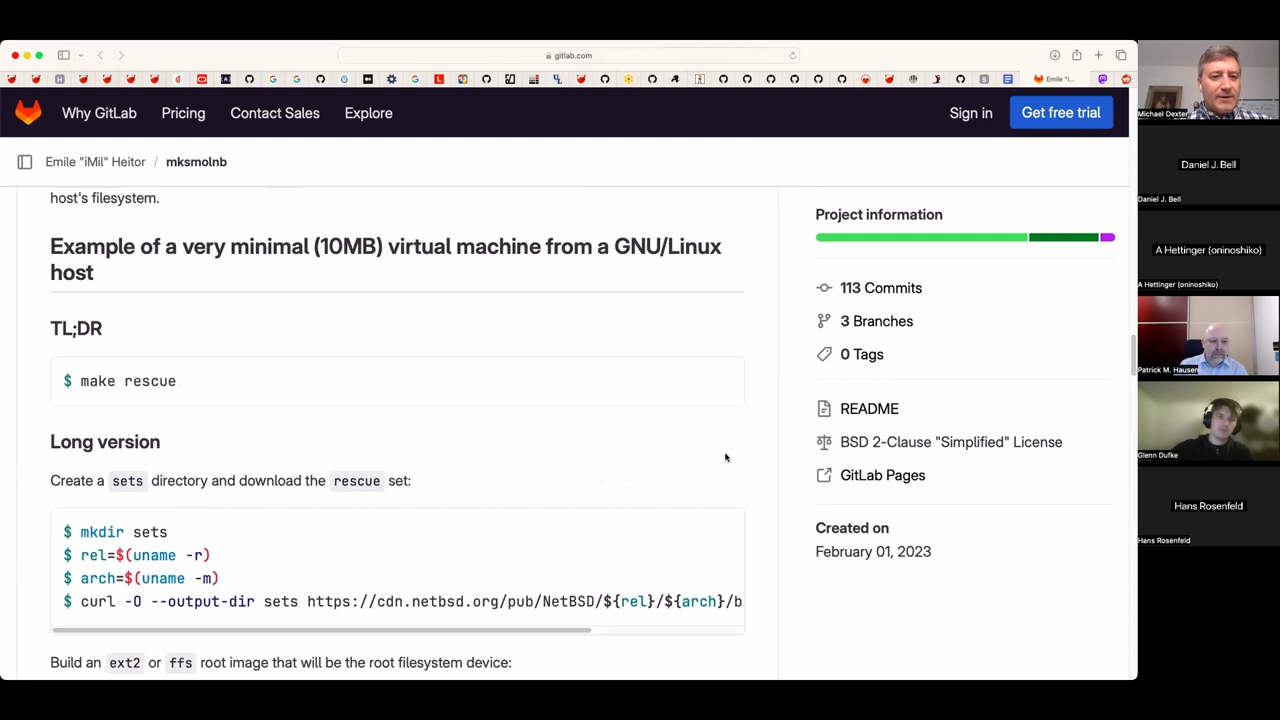 gitlab.com
Emile "i...
Why GitLab
Pricing
Contact Sales
Explore
Sign in
Get free trial
Emile "iMil" Heitor / mksmolnb
host's filesystem.
Example of a very minimal (10MB) virtual machine from a GNU/Linux
host
TL;DR
$ make rescue
Long version
Create a sets directory and download the rescue set:
$ mkdir sets
$ rel=$(uname -r)
$ arch=$(uname -m)
$ curl -O --output-dir sets https://cdn.netbsd.org/pub/NetBSD/${rel}/${arch}/b
Build an ext2 or ffs root image that will be the root filesystem device:
Project information
113 Commits
3 Branches
0 Tags
README
BSD 2-Clause "Simplified" License
GitLab Pages
Created on
February 01, 2023
Michael Dexter
Daniel J. Bell
Daniel J. Bell
A Hettinger (oninoshiko)
A Hettinger (oninoshiko)
Patrick M. Hausen
Glenn Dufke
Hans Rosenfeld
Hans Rosenfeld